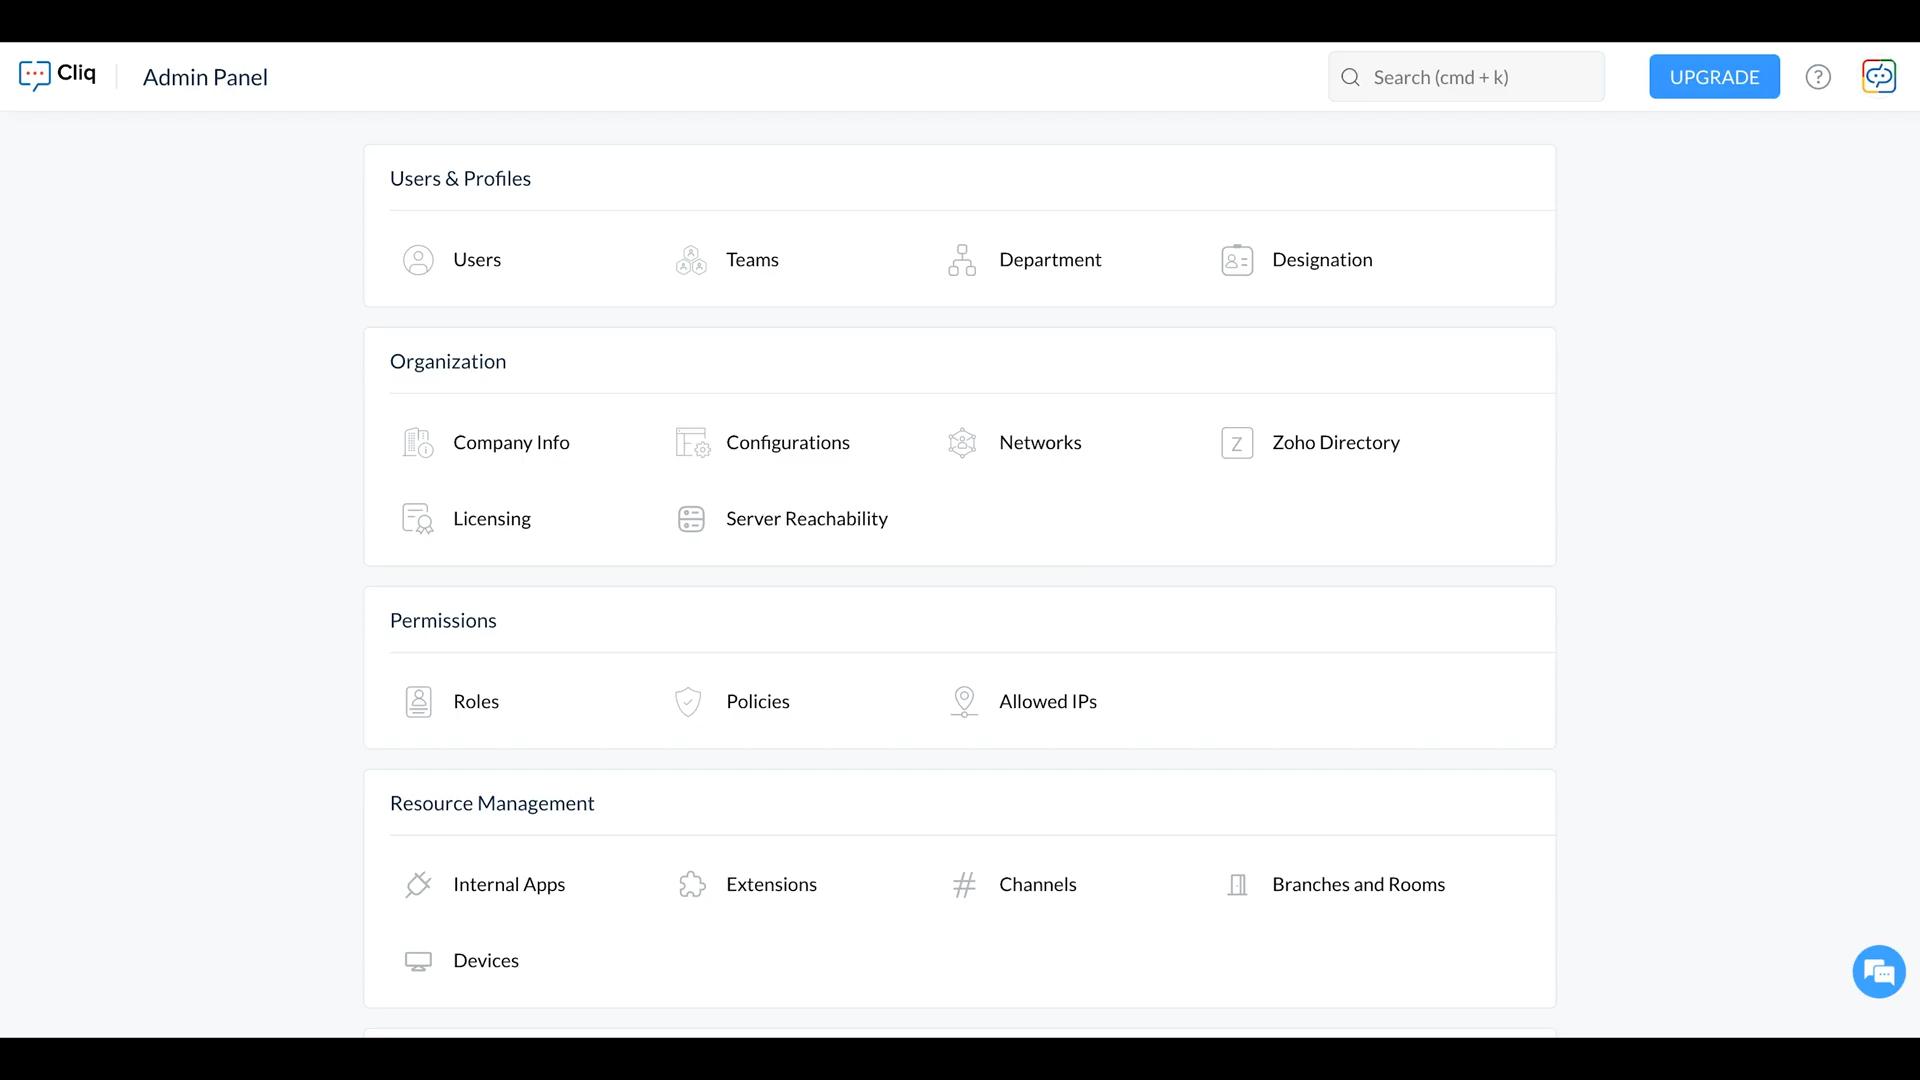 Cliq
Admin Panel
Search (cmd + k)
UPGRADE
?
Users & Profiles
Users
Teams
Department
Designation
Organization
Company Info
Configurations
Networks
Z
Zoho Directory
Licensing
Server Reachability
Permissions
Roles
Policies
Allowed IPs
Resource Management
Internal Apps
Extensions
Channels
Branches and Rooms
Devices